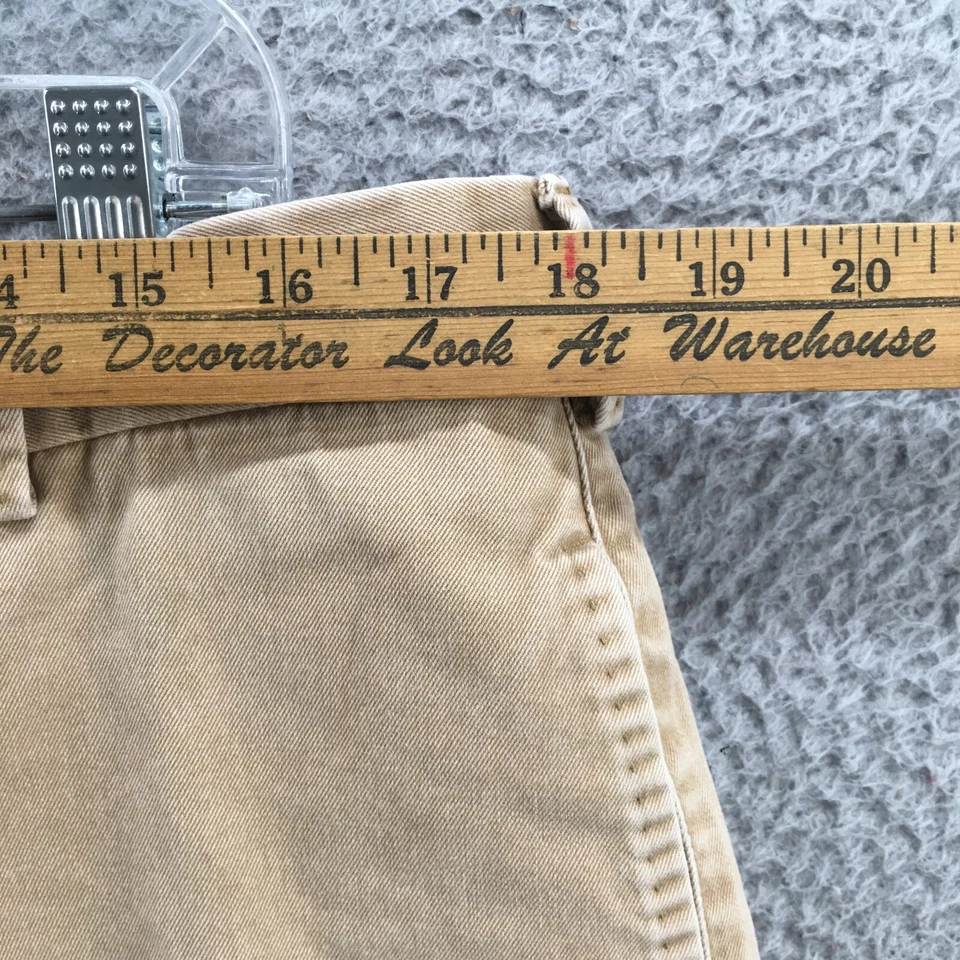 4 15 16 17 18 19 20
The Decorator Look At Warehouse